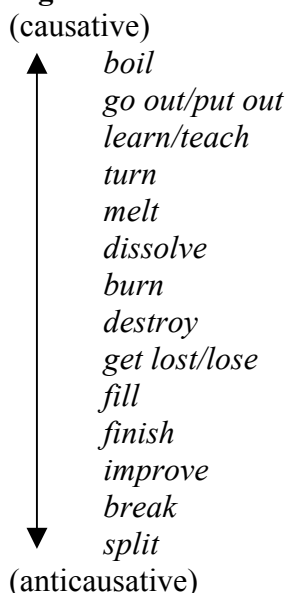 (causative)
boil
go out/put out
learn/teach
turn
melt
dissolve
burn
destroy
get lost/lose
fill
finish
improve
break
split
(anticausative)